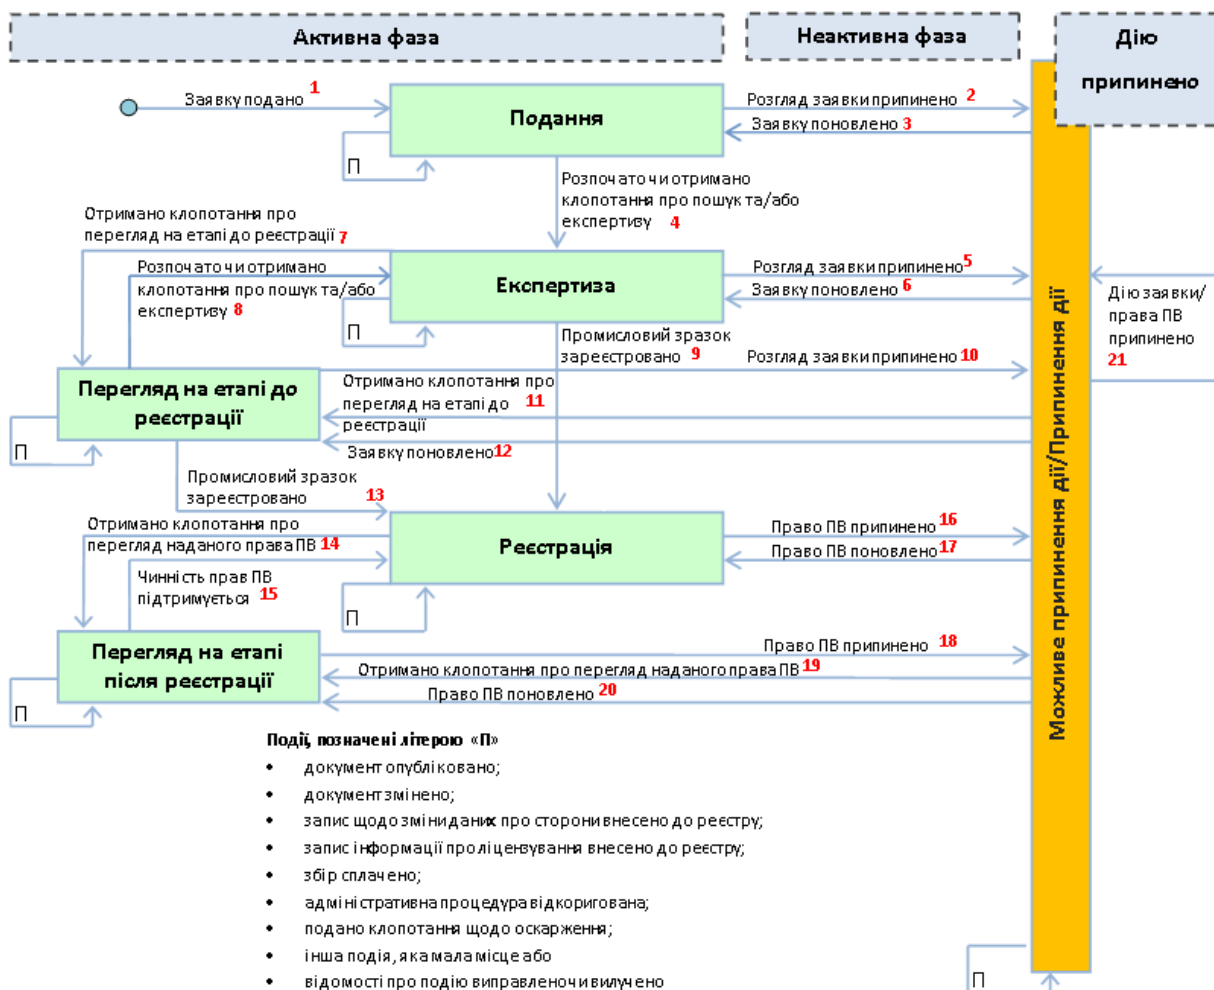 Активна фаза
Неактивна фаза
Дію
припинено
Заявку подано 1
Подання
Розгляд заявки припинено 2
Заявку поновлено 3
П
Розпочато чи отримано
клопотання про пошук та/або
експертизу 4
Отримано клопотання про
перегляд на етапі до реєстрації 7
Розпочато чи отримано
клопотання про пошук та/або
експертизу 8
Експертиза
Розгляд заявки припинено 5
Заявку поновлено 6
П
Дію заявки/
права ПВ
припинено
21
Промисловий зразок
зареєстровано 9
Розгляд заявки припинено 10
Перегляд на етапі до
реєстрації
Отримано клопотання про
перегляд на етапі до 11
реєстрації
Заявку поновлено 12
П
Промисловий зразок
зареєстровано 13
Отримано клопотання про
перегляд наданого права ПВ 14
Реєстрація
Право ПВ припинено 16
Право ПВ поновлено 17
Чинність прав ПВ
підтримується 15
П
Перегляд на етапі
після реєстрації
Право ПВ припинено 18
Отримано клопотання про перегляд наданого права ПВ 19
Право ПВ поновлено 20
П
Можливе припинення дії/Припинення дії
Події, позначені літерою «П»
• документ опубліковано;
• документ змінено;
• запис щодо зміни даних про сторони внесено до реєстру;
• запис інформації про ліцензування внесено до реєстру;
• збір сплачено;
• адміністративна процедура відкоригована;
• подано клопотання щодо оскарження;
• інша подія, яка мала місце або
• відомості про подію виправлено чи вилучено
П